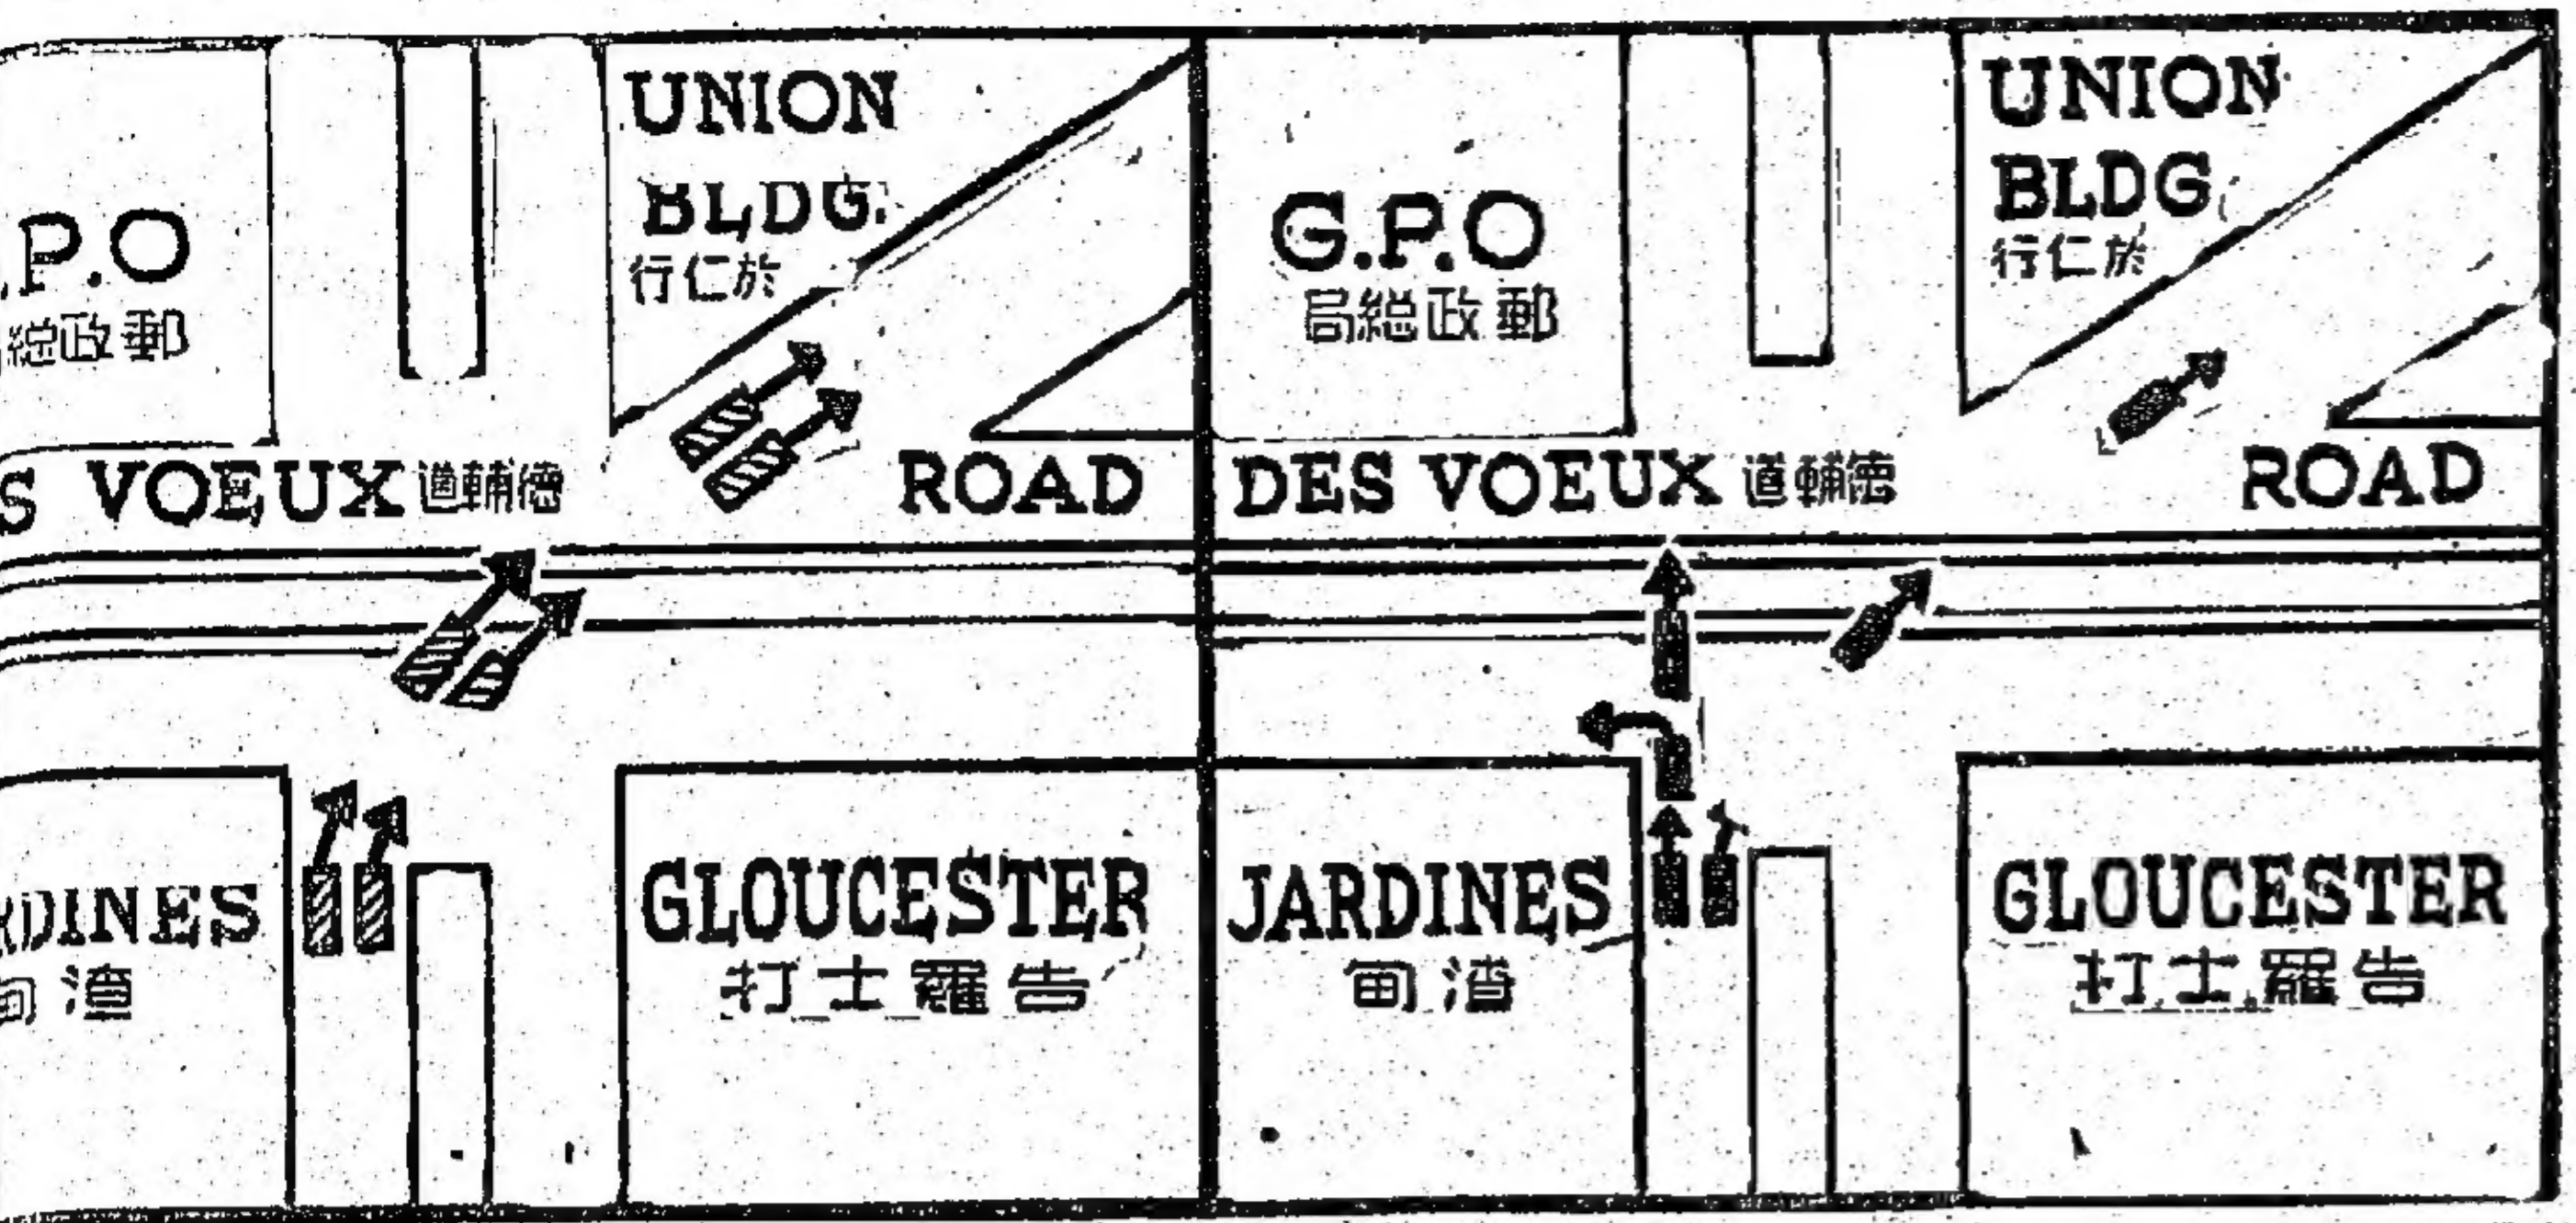 UNION
BLDG.
行仁於
.P.O
総政郵
S VOEUX 道輔德 ROAD
RDINES
甸渣
GLOUCESTER
打士羅告
UNION
BLDG
行仁於
G.P.O
局総政郵
DES VOEUX 道輔德 ROAD
JARDINES
甸渣
GLOUCESTER
打士羅告